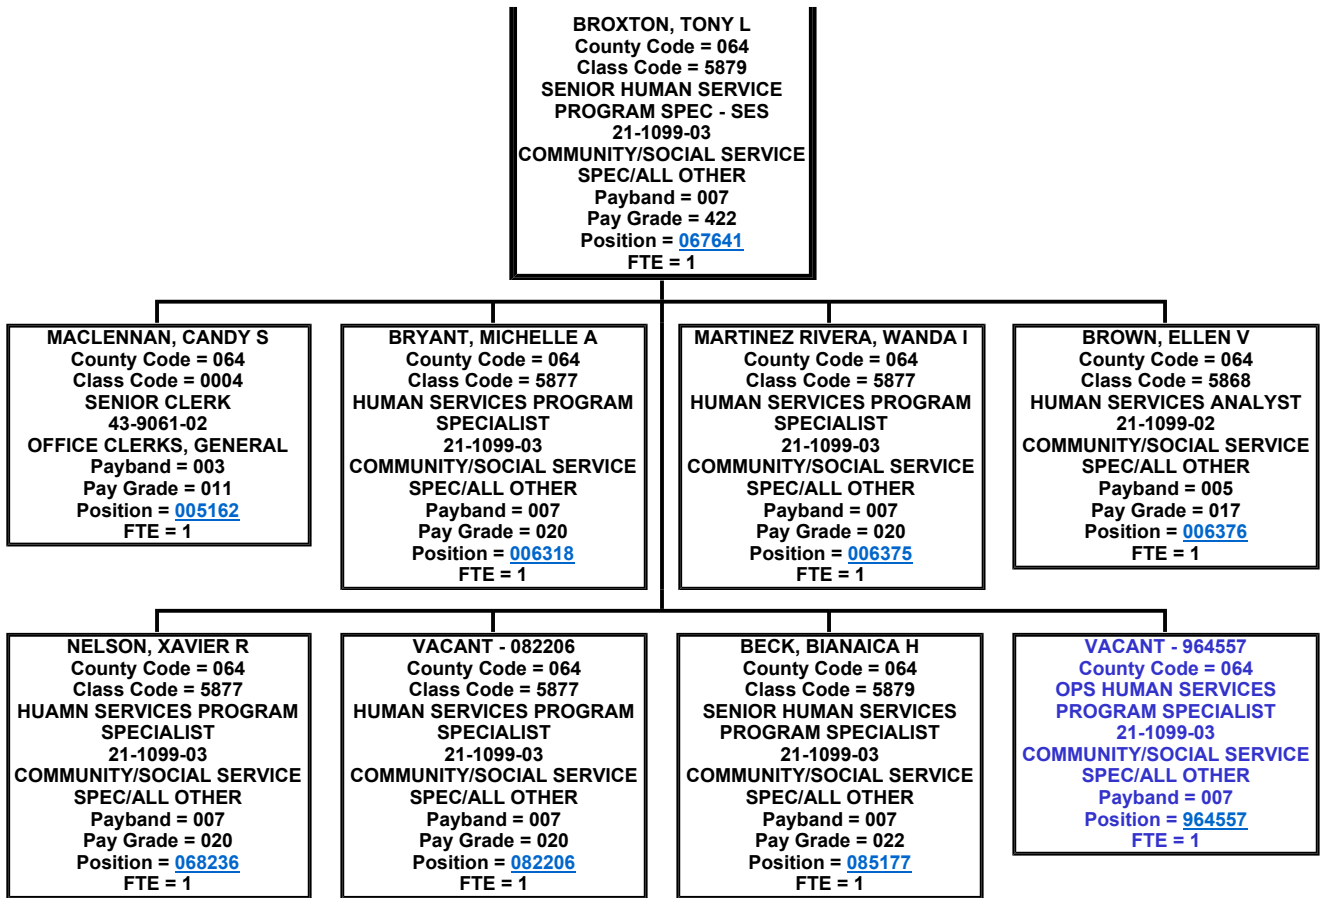 BROXTON, TONY L
County Code = 064
Class Code = 5879
SENIOR HUMAN SERVICE
PROGRAM SPEC - SES
21-1099-03
COMMUNITY/SOCIAL SERVICE
SPEC/ALL OTHER
Payband = 007
Pay Grade = 422
Position = 067641
FTE = 1
MACLENNAN, CANDY S
County Code = 064
Class Code = 0004
SENIOR CLERK
43-9061-02
OFFICE CLERKS, GENERAL
Payband = 003
Pay Grade = 011
Position = 005162
FTE = 1
BRYANT, MICHELLE A
County Code = 064
Class Code = 5877
HUMAN SERVICES PROGRAM
SPECIALIST
21-1099-03
COMMUNITY/SOCIAL SERVICE
SPEC/ALL OTHER
Payband = 007
Pay Grade = 020
Position = 006318
FTE = 1
MARTINEZ RIVERA, WANDA I
County Code = 064
Class Code = 5877
HUMAN SERVICES PROGRAM
SPECIALIST
21-1099-03
COMMUNITY/SOCIAL SERVICE
SPEC/ALL OTHER
Payband = 007
Pay Grade = 020
Position = 006375
FTE = 1
BROWN, ELLEN V
County Code = 064
Class Code = 5868
HUMAN SERVICES ANALYST
21-1099-02
COMMUNITY/SOCIAL SERVICE
SPEC/ALL OTHER
Payband = 005
Pay Grade = 017
Position = 006376
FTE = 1
NELSON, XAVIER R
County Code = 064
Class Code = 5877
HUAMN SERVICES PROGRAM
SPECIALIST
21-1099-03
COMMUNITY/SOCIAL SERVICE
SPEC/ALL OTHER
Payband = 007
Pay Grade = 020
Position = 068236
FTE = 1
VACANT - 082206
County Code = 064
Class Code = 5877
HUMAN SERVICES PROGRAM
SPECIALIST
21-1099-03
COMMUNITY/SOCIAL SERVICE
SPEC/ALL OTHER
Payband = 007
Pay Grade = 020
Position = 082206
FTE = 1
BECK, BIANAICA H
County Code = 064
Class Code = 5879
SENIOR HUMAN SERVICES
PROGRAM SPECIALIST
21-1099-03
COMMUNITY/SOCIAL SERVICE
SPEC/ALL OTHER
Payband = 007
Pay Grade = 022
Position = 085177
FTE = 1
VACANT - 964557
County Code = 064
OPS HUMAN SERVICES
PROGRAM SPECIALIST
21-1099-03
COMMUNITY/SOCIAL SERVICE
SPEC/ALL OTHER
Payband = 007
Position = 964557
FTE = 1